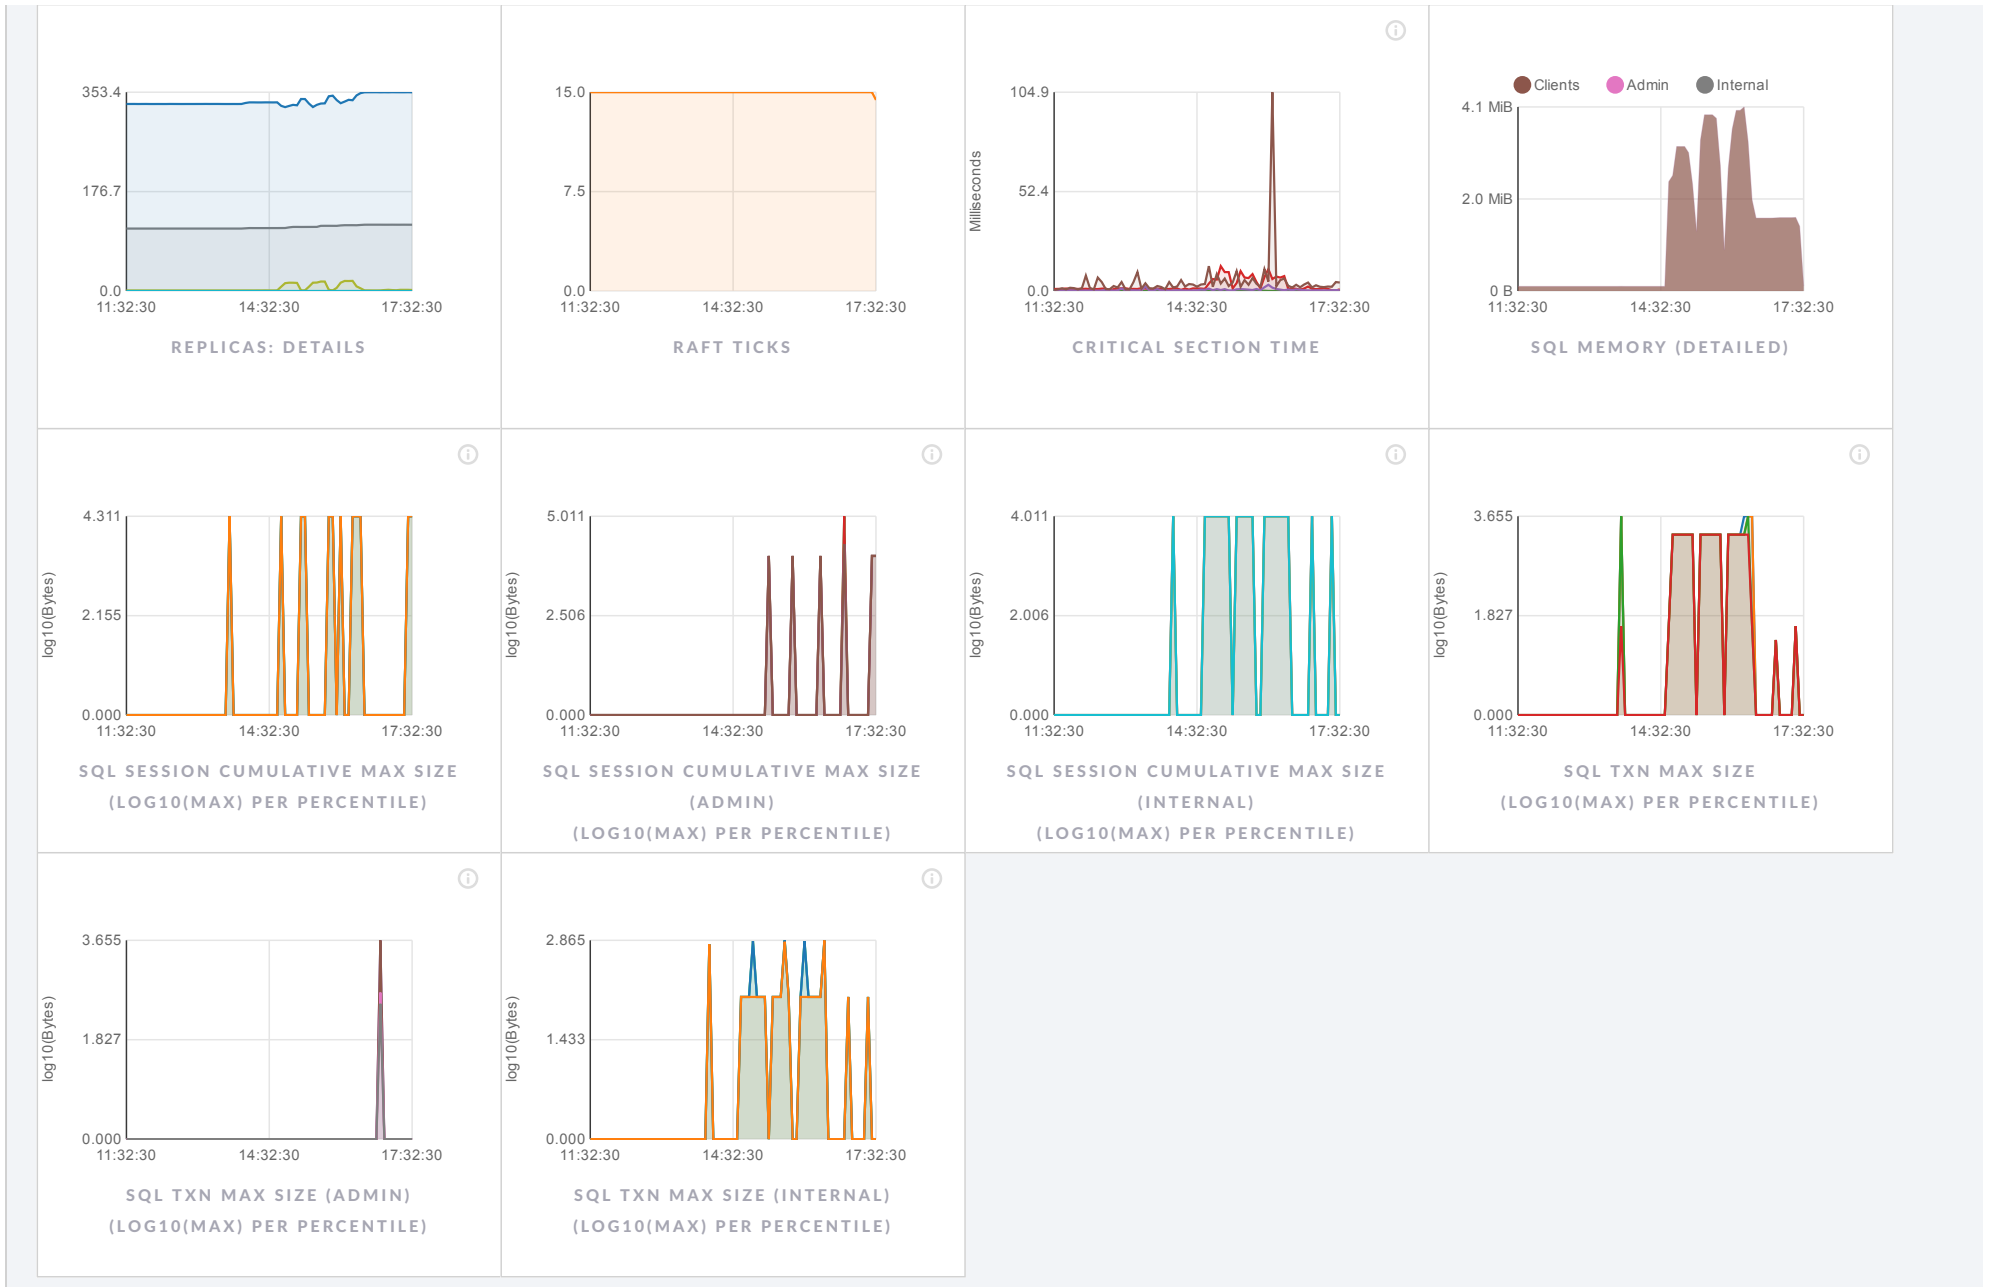 353.4
176.7
0.0
11:32:30 14:32:30 17:32:30
REPLICAS: DETAILS
15.0
7.5
0.0
11:32:30 14:32:30 17:32:30
RAFT TICKS
Milliseconds
104.9
52.4
0.0
11:32:30 14:32:30 17:32:30
CRITICAL SECTION TIME
Clients Admin Internal
4.1 MiB
2.0 MiB
0 B
11:32:30 14:32:30 17:32:30
SQL MEMORY (DETAILED)
log10(Bytes)
4.311
2.155
0.000
11:32:30 14:32:30 17:32:30
SQL SESSION CUMULATIVE MAX SIZE
(LOG10(MAX) PER PERCENTILE)
log10(Bytes)
5.011
2.506
0.000
11:32:30 14:32:30 17:32:30
SQL SESSION CUMULATIVE MAX SIZE
(ADMIN)
(LOG10(MAX) PER PERCENTILE)
log10(Bytes)
4.011
2.006
0.000
11:32:30 14:32:30 17:32:30
SQL SESSION CUMULATIVE MAX SIZE
(INTERNAL)
(LOG10(MAX) PER PERCENTILE)
log10(Bytes)
3.655
1.827
0.000
11:32:30 14:32:30 17:32:30
SQL TXN MAX SIZE
(LOG10(MAX) PER PERCENTILE)
log10(Bytes)
3.655
1.827
0.000
11:32:30 14:32:30 17:32:30
SQL TXN MAX SIZE (ADMIN)
(LOG10(MAX) PER PERCENTILE)
log10(Bytes)
2.865
1.433
0.000
11:32:30 14:32:30 17:32:30
SQL TXN MAX SIZE (INTERNAL)
(LOG10(MAX) PER PERCENTILE)